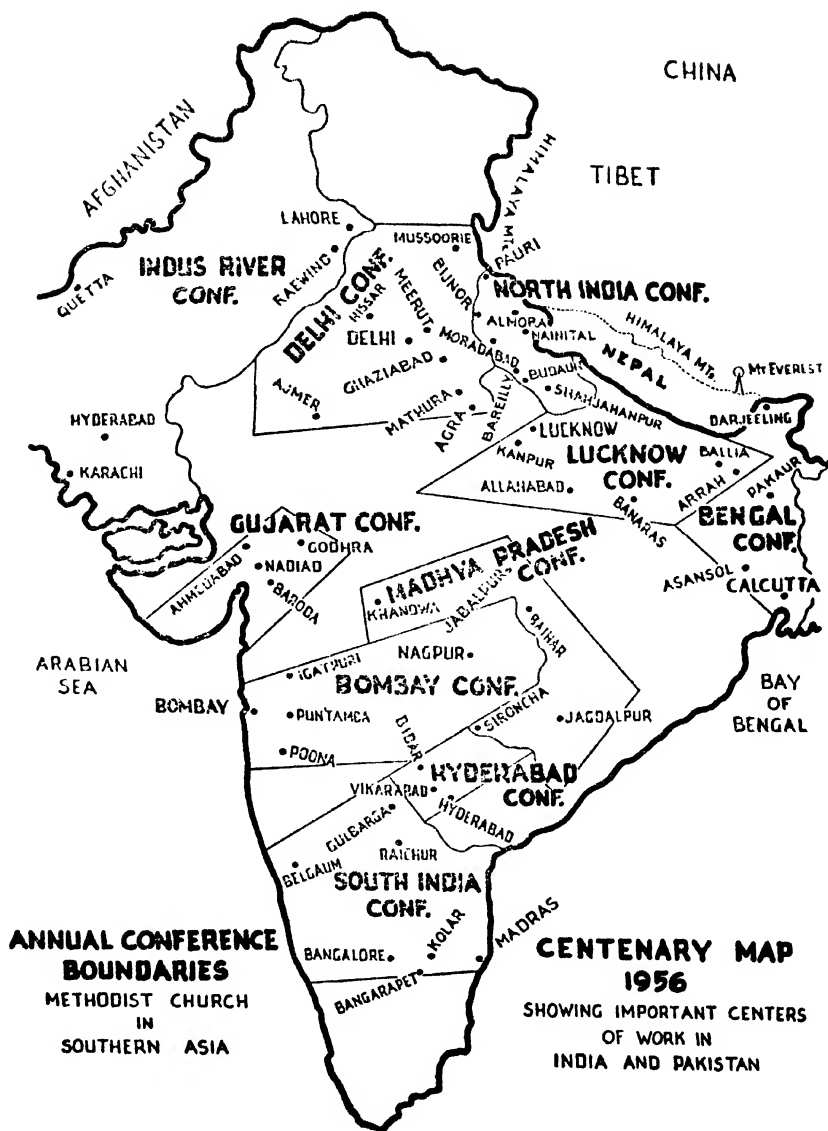 CHINA
AFGHANISTAN
HIMALAYA MTS.
TIBET
LAHORE
MUSSOORIE
PAURI
INDUS RIVER
CONF.
RAEWIND
QUETTA
DELHI CONF.
HISSAR
MEERUT
BIJNOR
NORTH INDIA CONF.
ALMORA
NAINITAL
HIMALAYA MTS.
NEPAL
MT EVEREST
DELHI
MORADABAD
GHAZIABAD
BUDAUN
BAREILLY
SHAHJAHANPUR
DARJEELING
AJMER
MATHURA
AGRA
HYDERABAD
KARACHI
LUCKNOW
KANPUR
LUCKNOW
CONF.
BALLIA
ARRAH
PAKAUR
ALLAHABAD
BANARAS
BENGAL
CONF.
GUJARAT CONF.
GODHRA
AHMEDABAD
NADIAD
BARODA
MADHYA PRADESH
CONF.
KHANDWA
JABALPUR
ASANSOL
CALCUTTA
ARABIAN
SEA
IGATPURI
NAGPUR
RAIHAR
BOMBAY CONF.
BAY
OF
BENGAL
BOMBAY
PUNTAMBA
SIRONCHA
JAGDALPUR
POONA
BIDAR
HYDERABAD
CONF.
VIKARABAD
HYDERABAD
GULBARGA
RAICHUR
BELGAUM
SOUTH INDIA
CONF.
BANGALORE
KOLAR
MADRAS
BANGARAPET
ANNUAL CONFERENCE
BOUNDARIES
METHODIST CHURCH
IN
SOUTHERN ASIA
CENTENARY MAP
1956
SHOWING IMPORTANT CENTERS
OF WORK IN
INDIA AND PAKISTAN